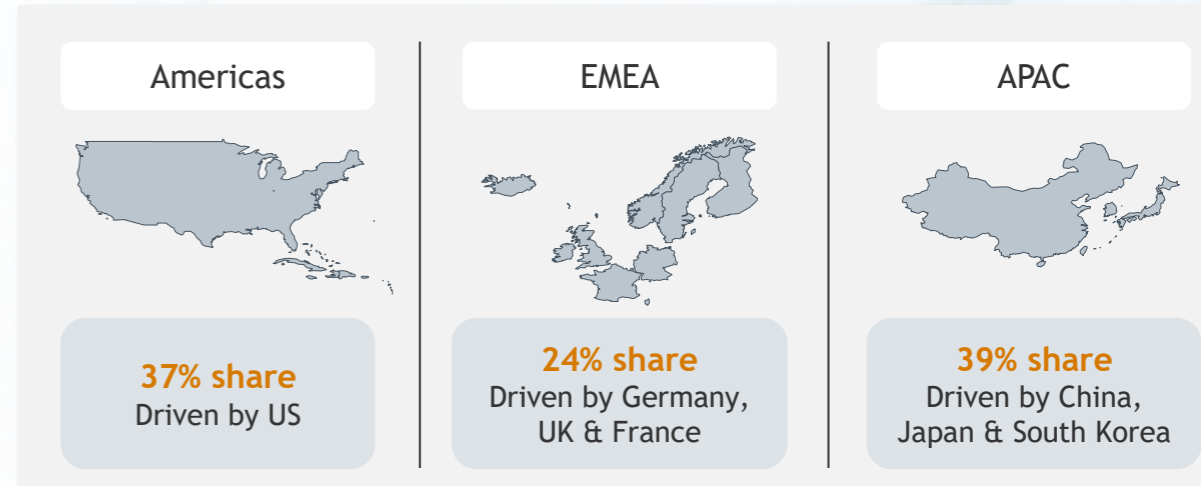 Americas
37% share
Driven by US
EMEA
24% share
Driven by Germany,
UK & France
APAC
39% share
Driven by China,
Japan & South Korea